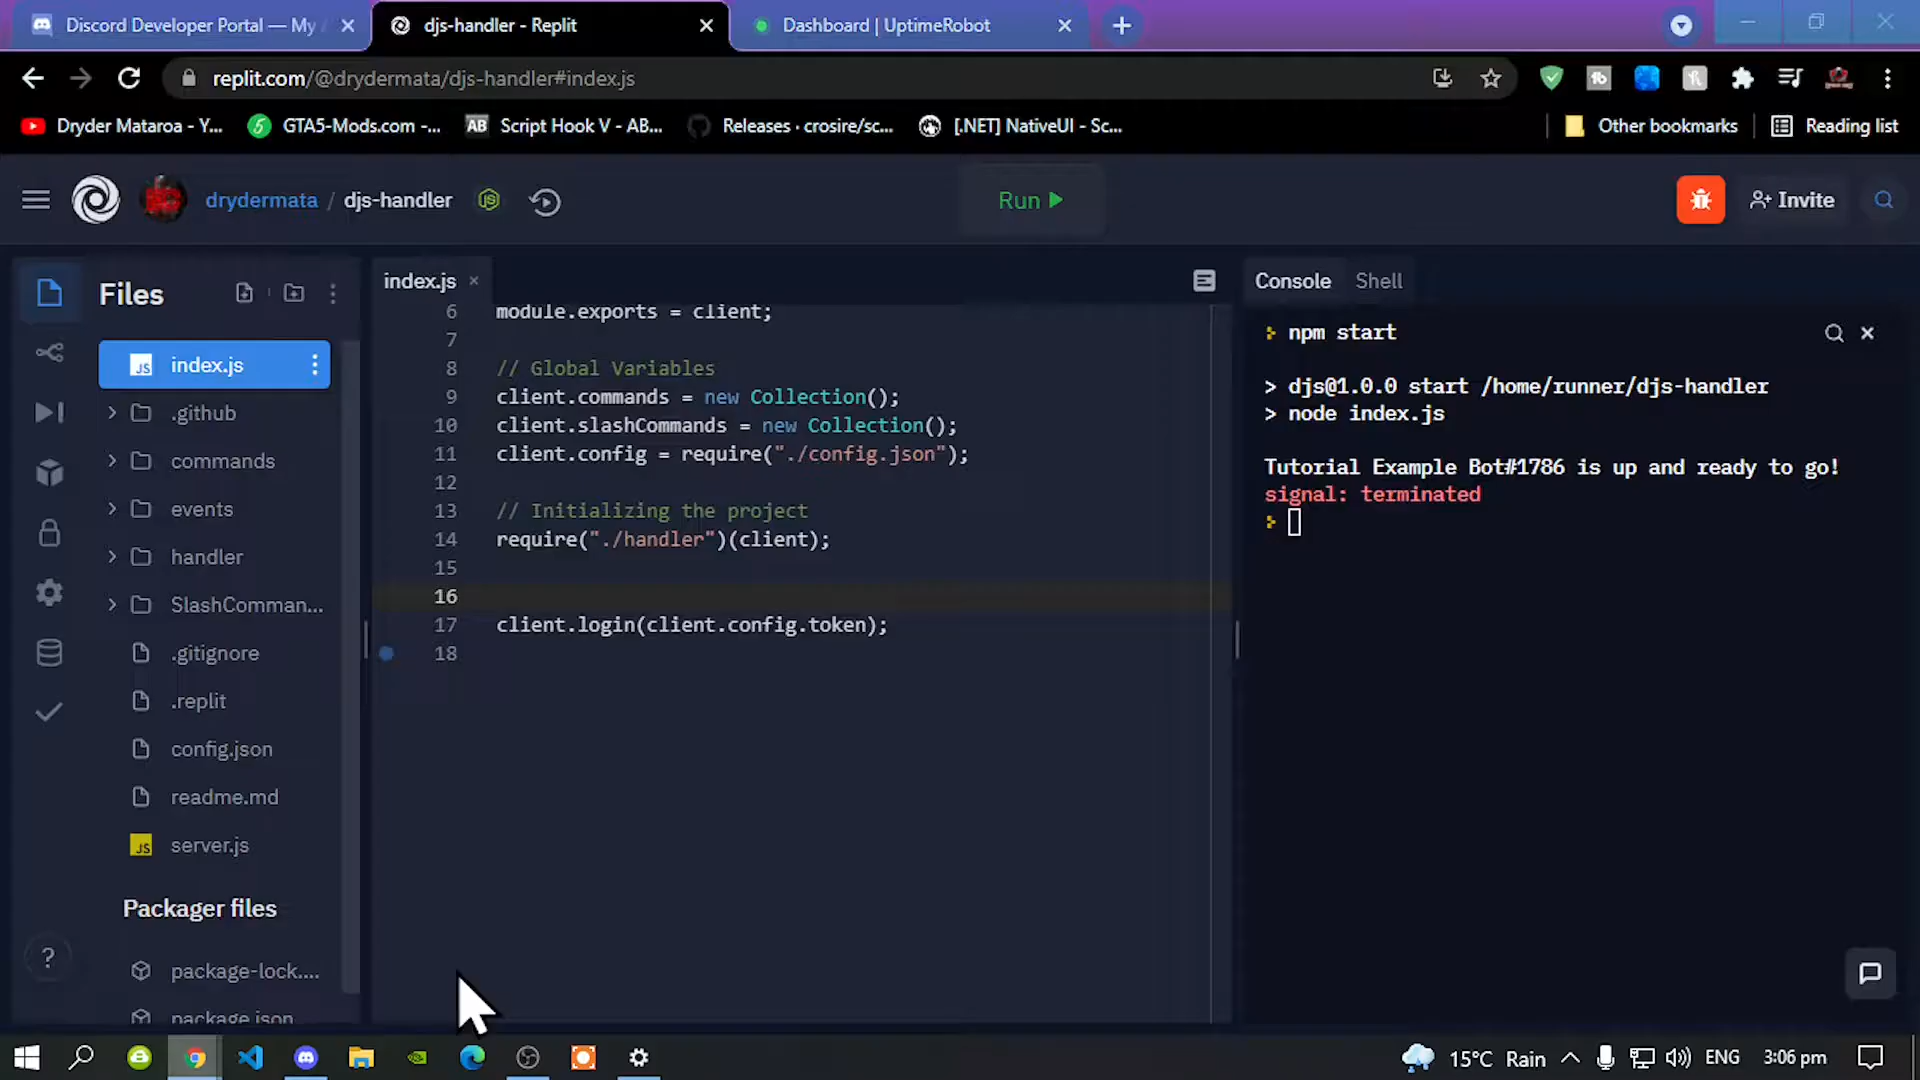 Discord Developer Portal — My
djs-handler - Replit
Dashboard | UptimeRobot
replit.com/@drydermata/djs-handler#index.js
Dryder Mataroa - Y...
GTA5-Mods.com -...
AB Script Hook V - AB...
Releases · crosire/sc...
[.NET] NativeUI - Sc...
Other bookmarks
Reading list
drydermata / djs-handler
Run
Invite
Files
index.js
.github
commands
events
handler
SlashComman...
.gitignore
.replit
config.json
readme.md
JS server.js
Packager files
package-lock....
package.json
index.js
6 module.exports = client;
7
8 // Global Variables
9 client.commands = new Collection();
10 client.slashCommands = new Collection();
11 client.config = require("./config.json");
12
13 // Initializing the project
14 require("./handler")(client);
15
16
17 client.login(client.config.token);
18
Console Shell
npm start
> djs@1.0.0 start /home/runner/djs-handler
> node index.js
Tutorial Example Bot#1786 is up and ready to go!
signal: terminated
15°C Rain
ENG
3:06 pm